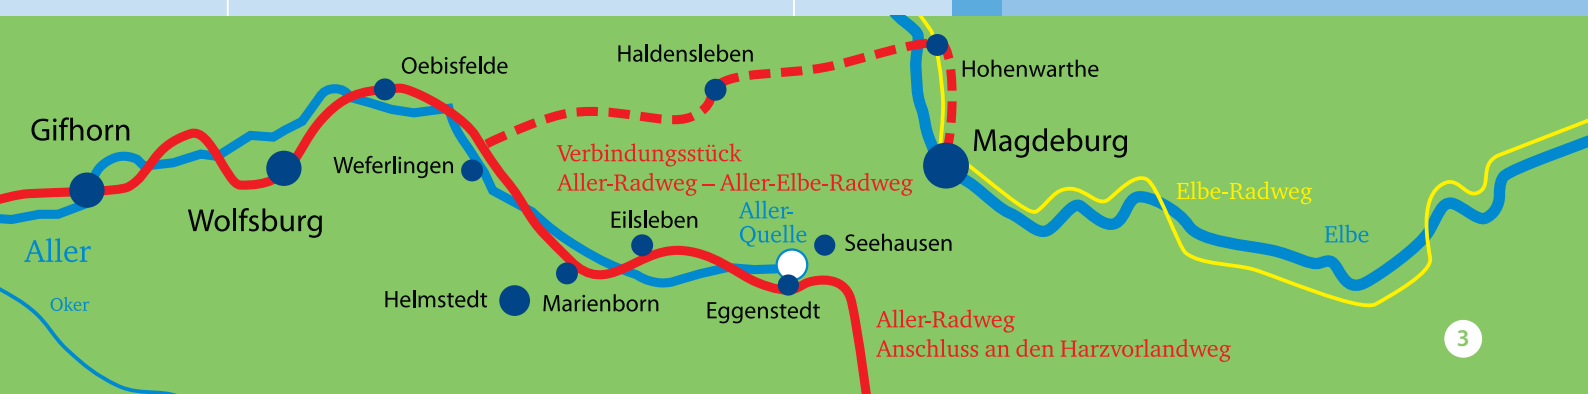 Oebisfelde
Haldensleben
Hohenwarthe
Gifhorn
Magdeburg
Weferlingen
Verbindungsstück
Aller-Radweg – Aller-Elbe-Radweg
Elbe-Radweg
Wolfsburg
Eilsleben
Aller-
Quelle
Seehausen
Elbe
Aller
Oker
Helmstedt
Marienborn
Eggenstedt
Aller-Radweg
Anschluss an den Harzvorlandweg
3